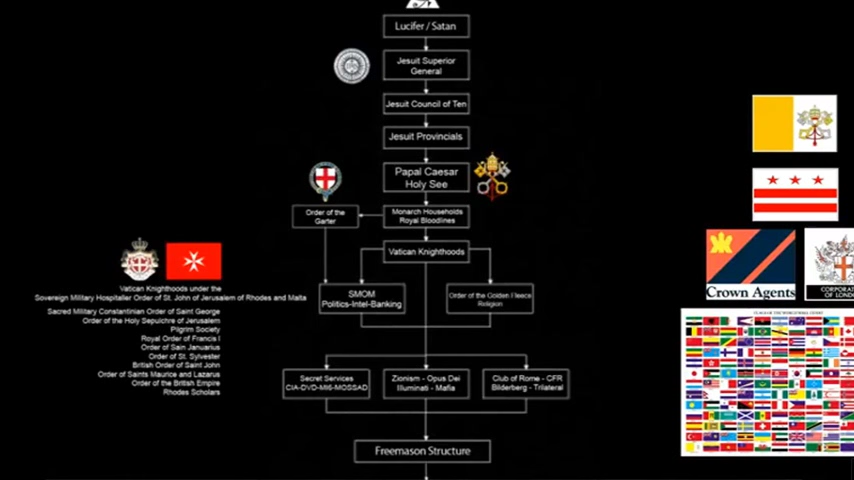 Lucifer / Satan
Jesuit Superior
General
Jesuit Council of Ten
Jesuit Provincials
Papal Caesar
Holy See
Order of the
Garter
Monarch Households
Royal Bloodlines
Vatican Knighthoods
SMOM
Politics-Intel-Banking
Order of the Golden Fleece
Religion
Vatican Knighthoods under the
Sovereign Military Hospitaller Order of St. John of Jerusalem of Rhodes and Malta
Sacred Military Constantinian Order of Saint George
Order of the Holy Sepulchre of Jerusalem
Pilgrim Society
Royal Order of Francis I
Order of Sain Januarius
Order of St. Sylvester
British Order of Saint John
Order of Saints Maurice and Lazarus
Order of the British Empire
Rhodes Scholars
Secret Services
CIA-DVD-MI6-MOSSAD
Zionism - Opus Dei
Illuminati - Mafia
Club of Rome - CFR
Bilderberg - Trilateral
Freemason Structure
Crown Agents